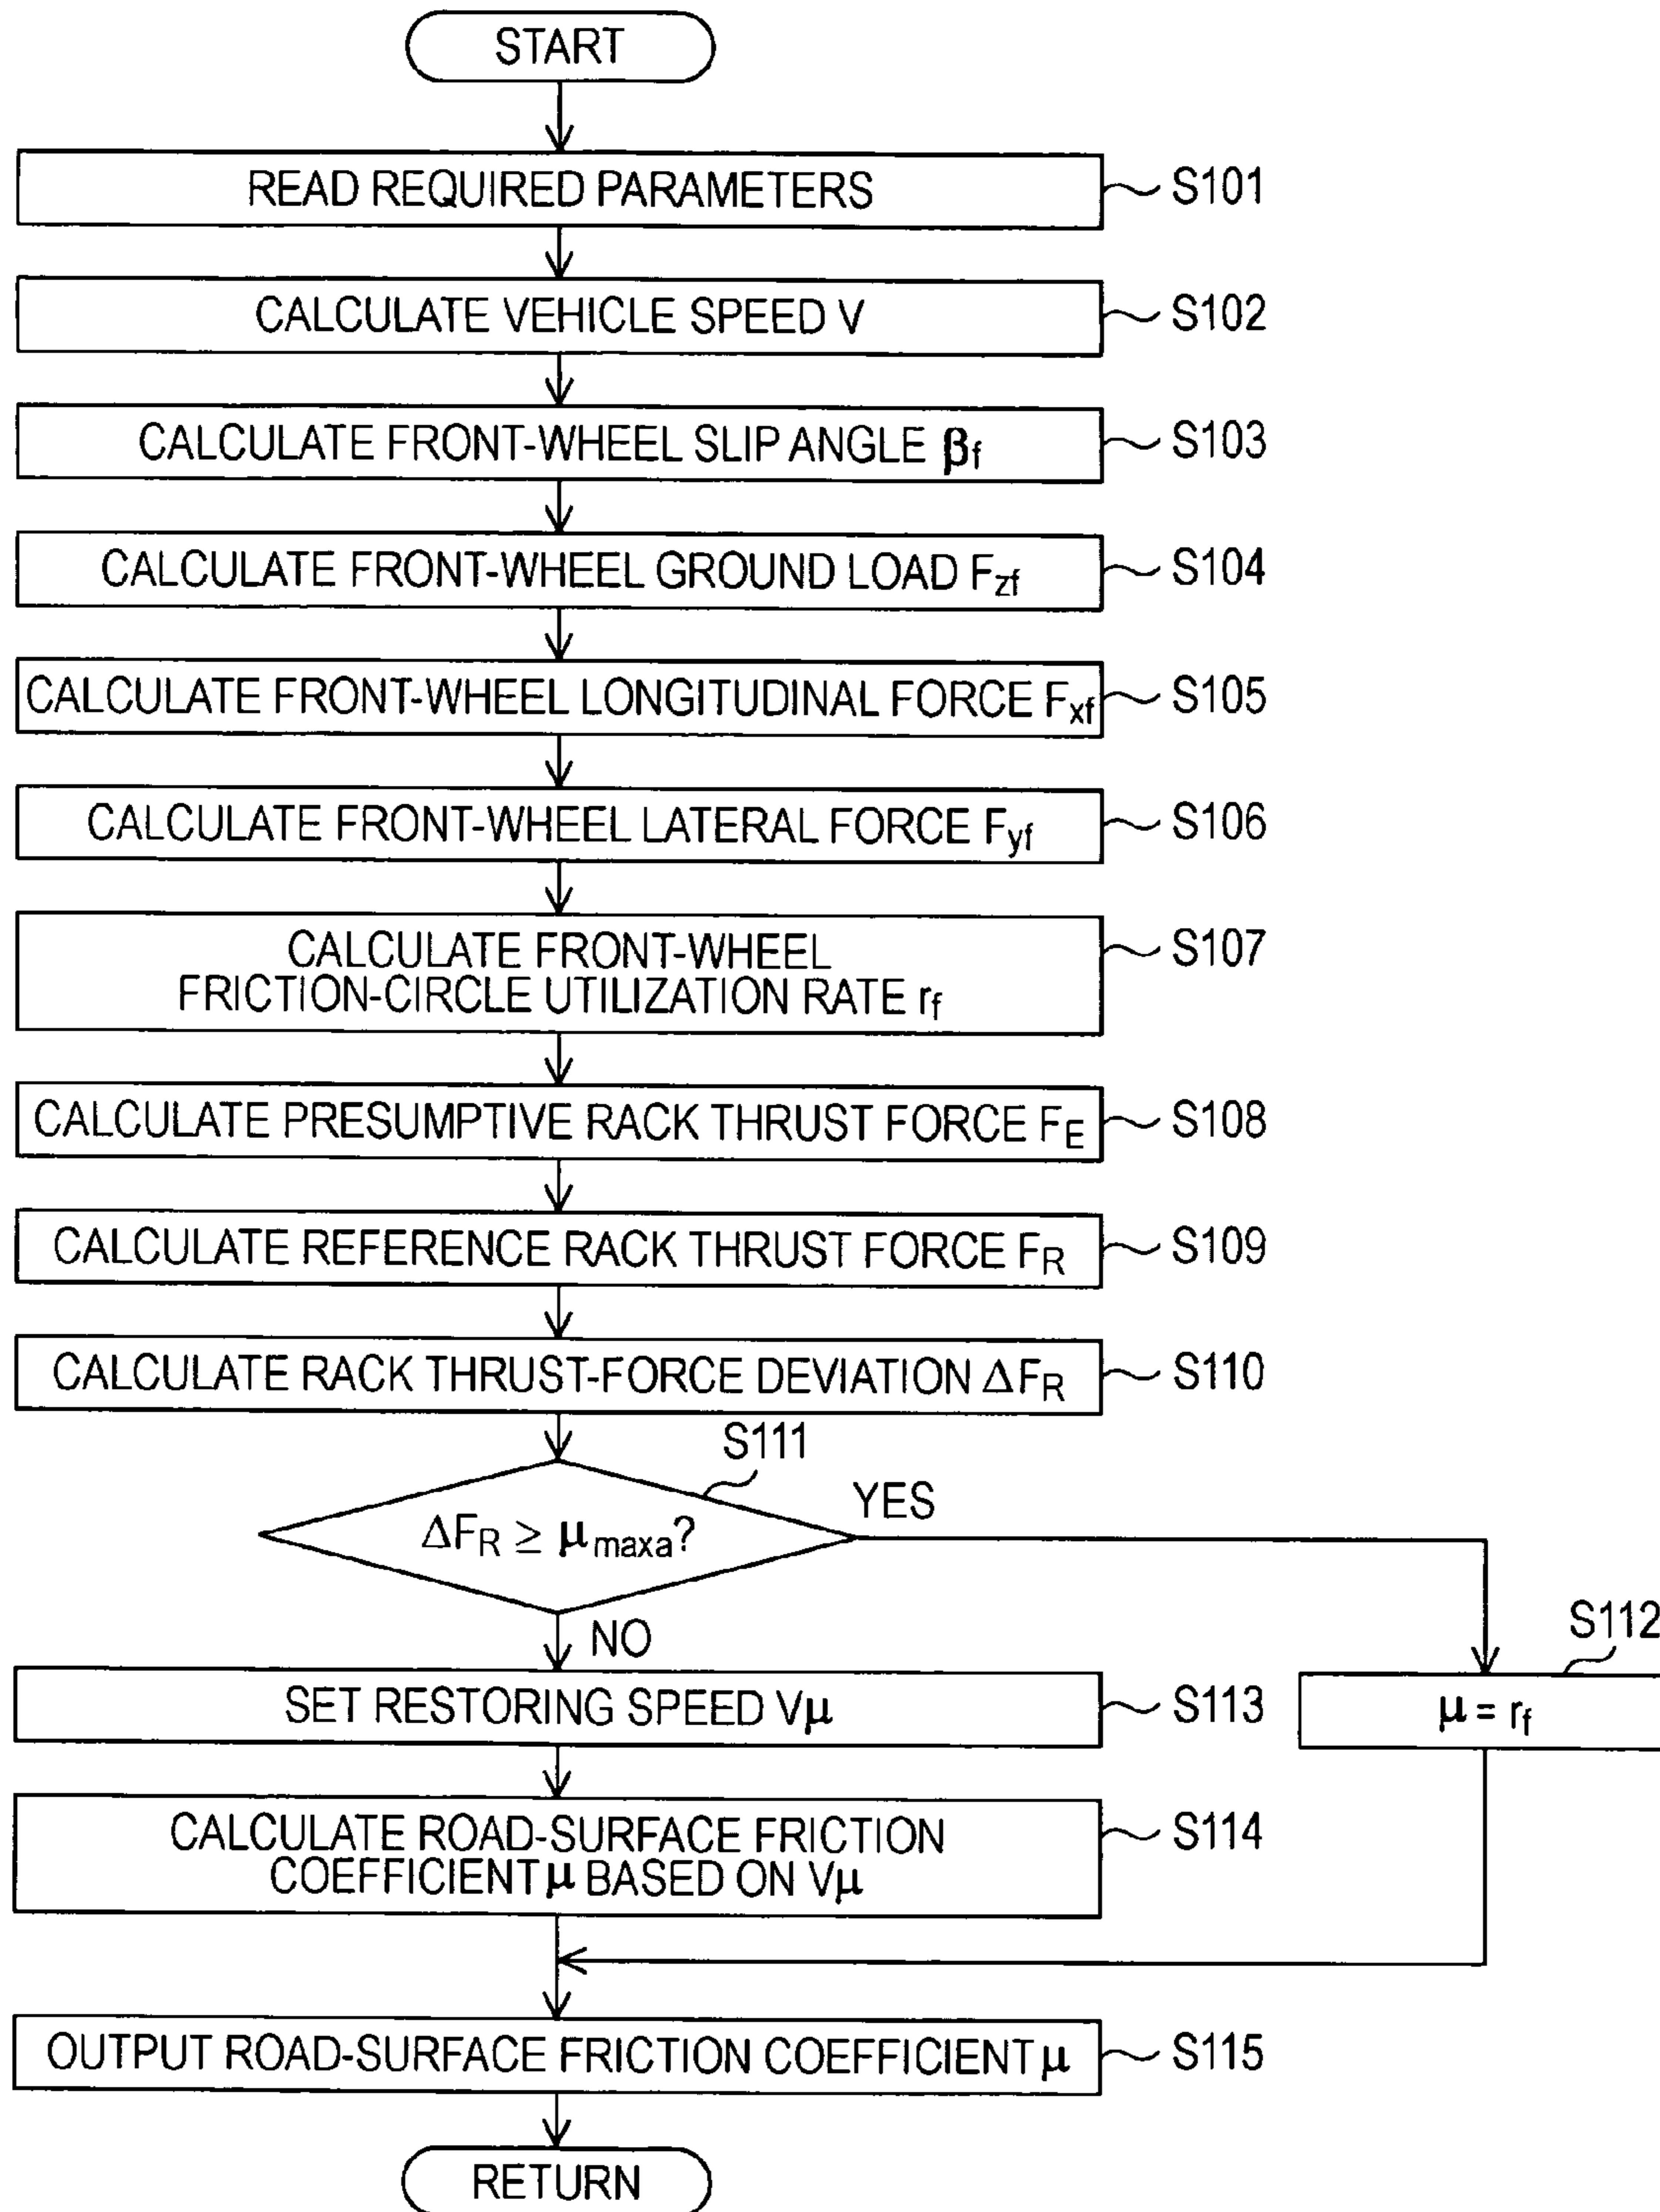 START
READ REQUIRED PARAMETERS
S101
CALCULATE VEHICLE SPEED V
S102
CALCULATE FRONT-WHEEL SLIP ANGLE βf
S103
CALCULATE FRONT-WHEEL GROUND LOAD Fzf
S104
CALCULATE FRONT-WHEEL LONGITUDINAL FORCE Fxf
S105
CALCULATE FRONT-WHEEL LATERAL FORCE Fyf
S106
CALCULATE FRONT-WHEEL
FRICTION-CIRCLE UTILIZATION RATE rf
S107
CALCULATE PRESUMPTIVE RACK THRUST FORCE FE
S108
CALCULATE REFERENCE RACK THRUST FORCE FR
S109
CALCULATE RACK THRUST-FORCE DEVIATION ΔFR
S110
S111
ΔFR ≥ μmaxa?
YES
NO
S112
μ = rf
SET RESTORING SPEED Vμ
S113
CALCULATE ROAD-SURFACE FRICTION
COEFFICIENT μ BASED ON Vμ
S114
OUTPUT ROAD-SURFACE FRICTION COEFFICIENT μ
S115
RETURN